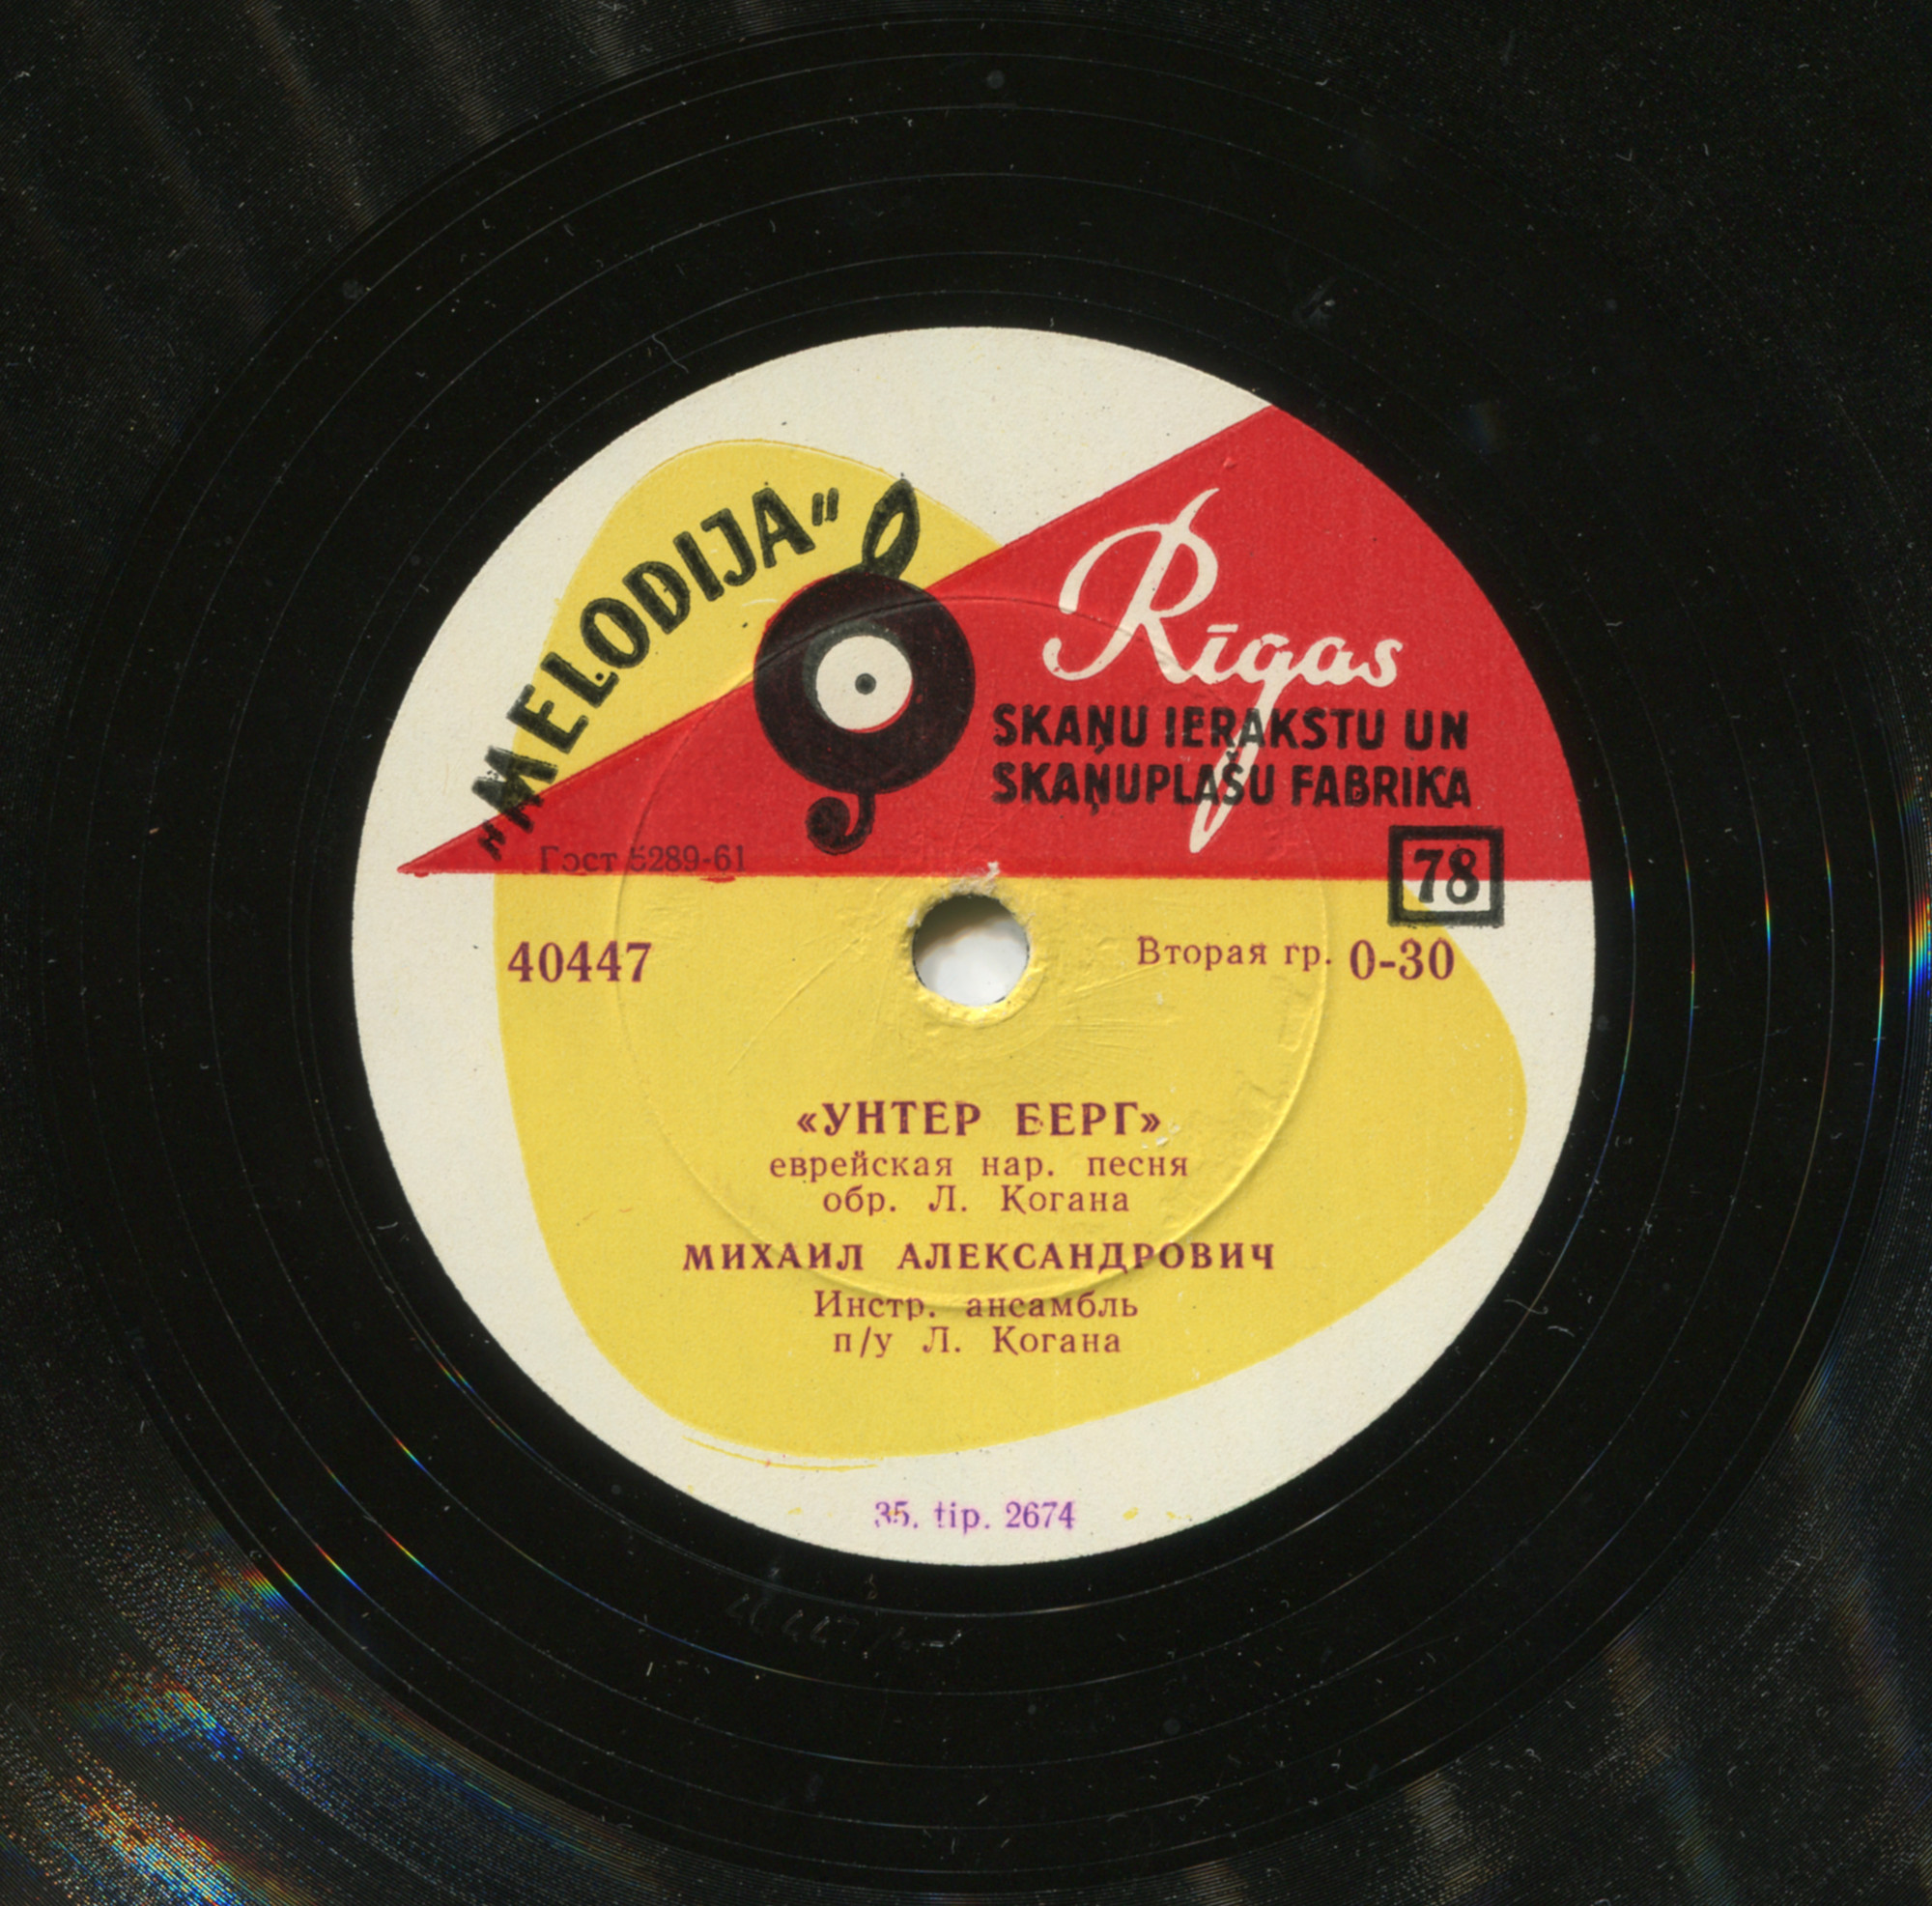 „MELODIJA“
Rīgas
SKAŅU IERAKSTU UN
SKAŅUPLAŠU FABRIKA
Гост 5289-61
78
40447
Вторая гр. 0-30
«УНТЕР БЕРГ»
еврейская нар. песня
обр. Л. Когана
МИХАИЛ АЛЕКСАНДРОВИЧ
Инстр. ансамбль
п/у Л. Когана
35. tip. 2674